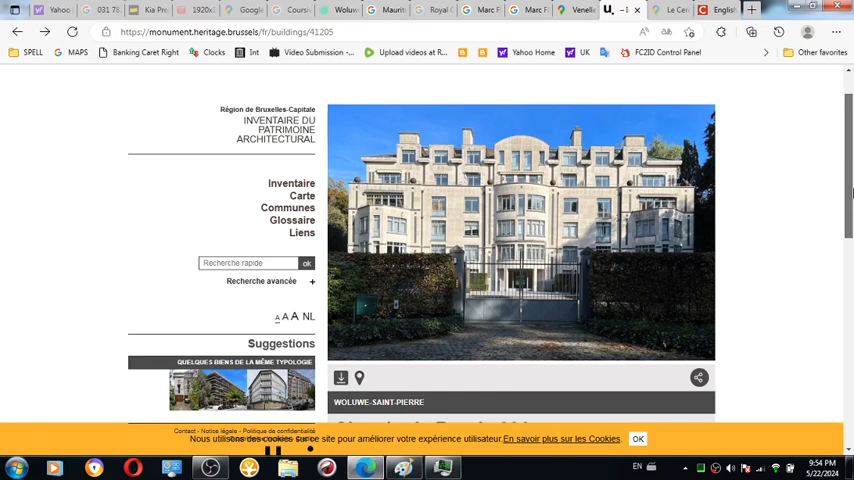 Yahoo
031 78.
Kia Pre
1920x1
Google
Cours
Woluw
Maurit
Royal C
Marc F
Marc F
Venelle
Le Cer
English
https://monument.heritage.brussels/fr/buildings/41205
SPELL
MAPS
Banking Caret Right
Clocks
Int
Video Submission -...
Upload videos at R...
Yahoo Home
UK
FC2ID Control Panel
Other favorites
Région de Bruxelles-Capitale
INVENTAIRE DU
PATRIMOINE
ARCHITECTURAL
Inventaire
Carte
Communes
Glossaire
Liens
Recherche rapide ok
Recherche avancée +
A A A NL
Suggestions
QUELQUES BIENS DE LA MÊME TYPOLOGIE
WOLUWE-SAINT-PIERRE
Contact - Notice légale - Politique de confidentialité
Nous utilisons des cookies sur ce site pour améliorer votre expérience utilisateur. En savoir plus sur les Cookies. OK
EN
9:54 PM
5/22/2024